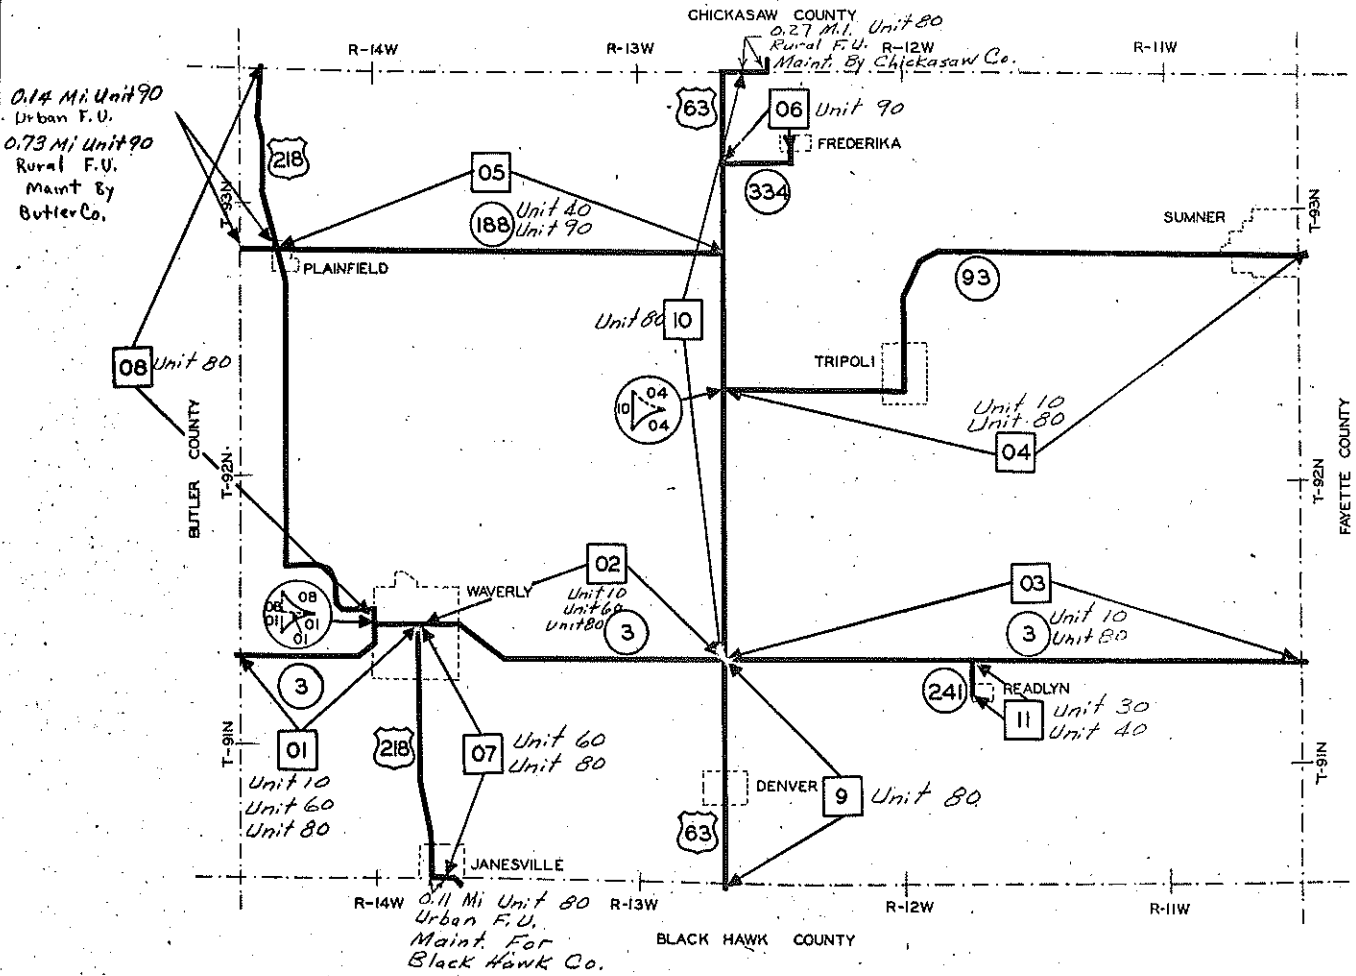 CHICKASAW COUNTY
0.27 M.I. Unit 80
Rural F.U.
Maint. By Chickasaw Co.
R-14W
R-13W
R-12W
R-11W
0.14 Mi Unit 90
Urban F.U.
0.73 Mi Unit 90
Rural F.U.
Maint By
Butler Co.
218
63
06
Unit 90
FREDERIKA
334
T-93N
05
188
Unit 40
Unit 90
SUMNER
T-93N
PLAINFIELD
93
Unit 80
10
08
Unit 80
TRIPOLI
10
04
04
Unit 10
Unit 80
04
BUTLER COUNTY
T-92N
T-92N
FAYETTE COUNTY
02
Unit 10
Unit 60
Unit 80
3
WAVERLY
03
Unit 10
Unit 80
3
08
08
01
01
01
3
241
READLYN
11
Unit 30
Unit 40
T-91N
T-91N
01
Unit 10
Unit 60
Unit 80
218
07
Unit 60
Unit 80
DENVER
9
Unit 80
63
JANESVILLE
R-14W
R-13W
R-12W
R-11W
0.11 Mi Unit 80
Urban F.U.
Maint. For
Black Hawk Co.
BLACK HAWK COUNTY